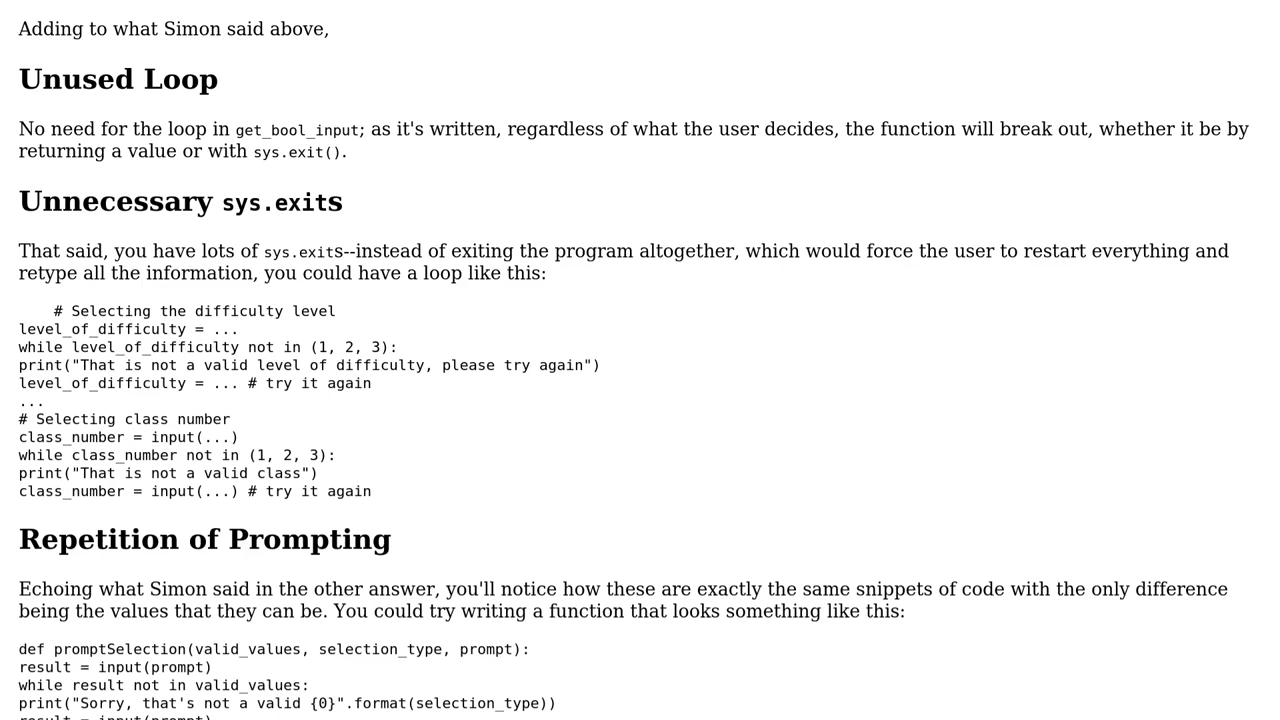 Adding to what Simon said above,
Unused Loop
No need for the loop in get_bool_input; as it's written, regardless of what the user decides, the function will break out, whether it be by
returning a value or with sys.exit().
Unnecessary sys.exits
That said, you have lots of sys.exits--instead of exiting the program altogether, which would force the user to restart everything and
retype all the information, you could have a loop like this:
    # Selecting the difficulty level
level_of_difficulty = ...
while level_of_difficulty not in (1, 2, 3):
print("That is not a valid level of difficulty, please try again")
level_of_difficulty = ... # try it again
...
# Selecting class number
class_number = input(...)
while class_number not in (1, 2, 3):
print("That is not a valid class")
class_number = input(...) # try it again
Repetition of Prompting
Echoing what Simon said in the other answer, you'll notice how these are exactly the same snippets of code with the only difference
being the values that they can be. You could try writing a function that looks something like this:
def promptSelection(valid_values, selection_type, prompt):
result = input(prompt)
while result not in valid_values:
print("Sorry, that's not a valid {0}".format(selection_type))
result = input(prompt)